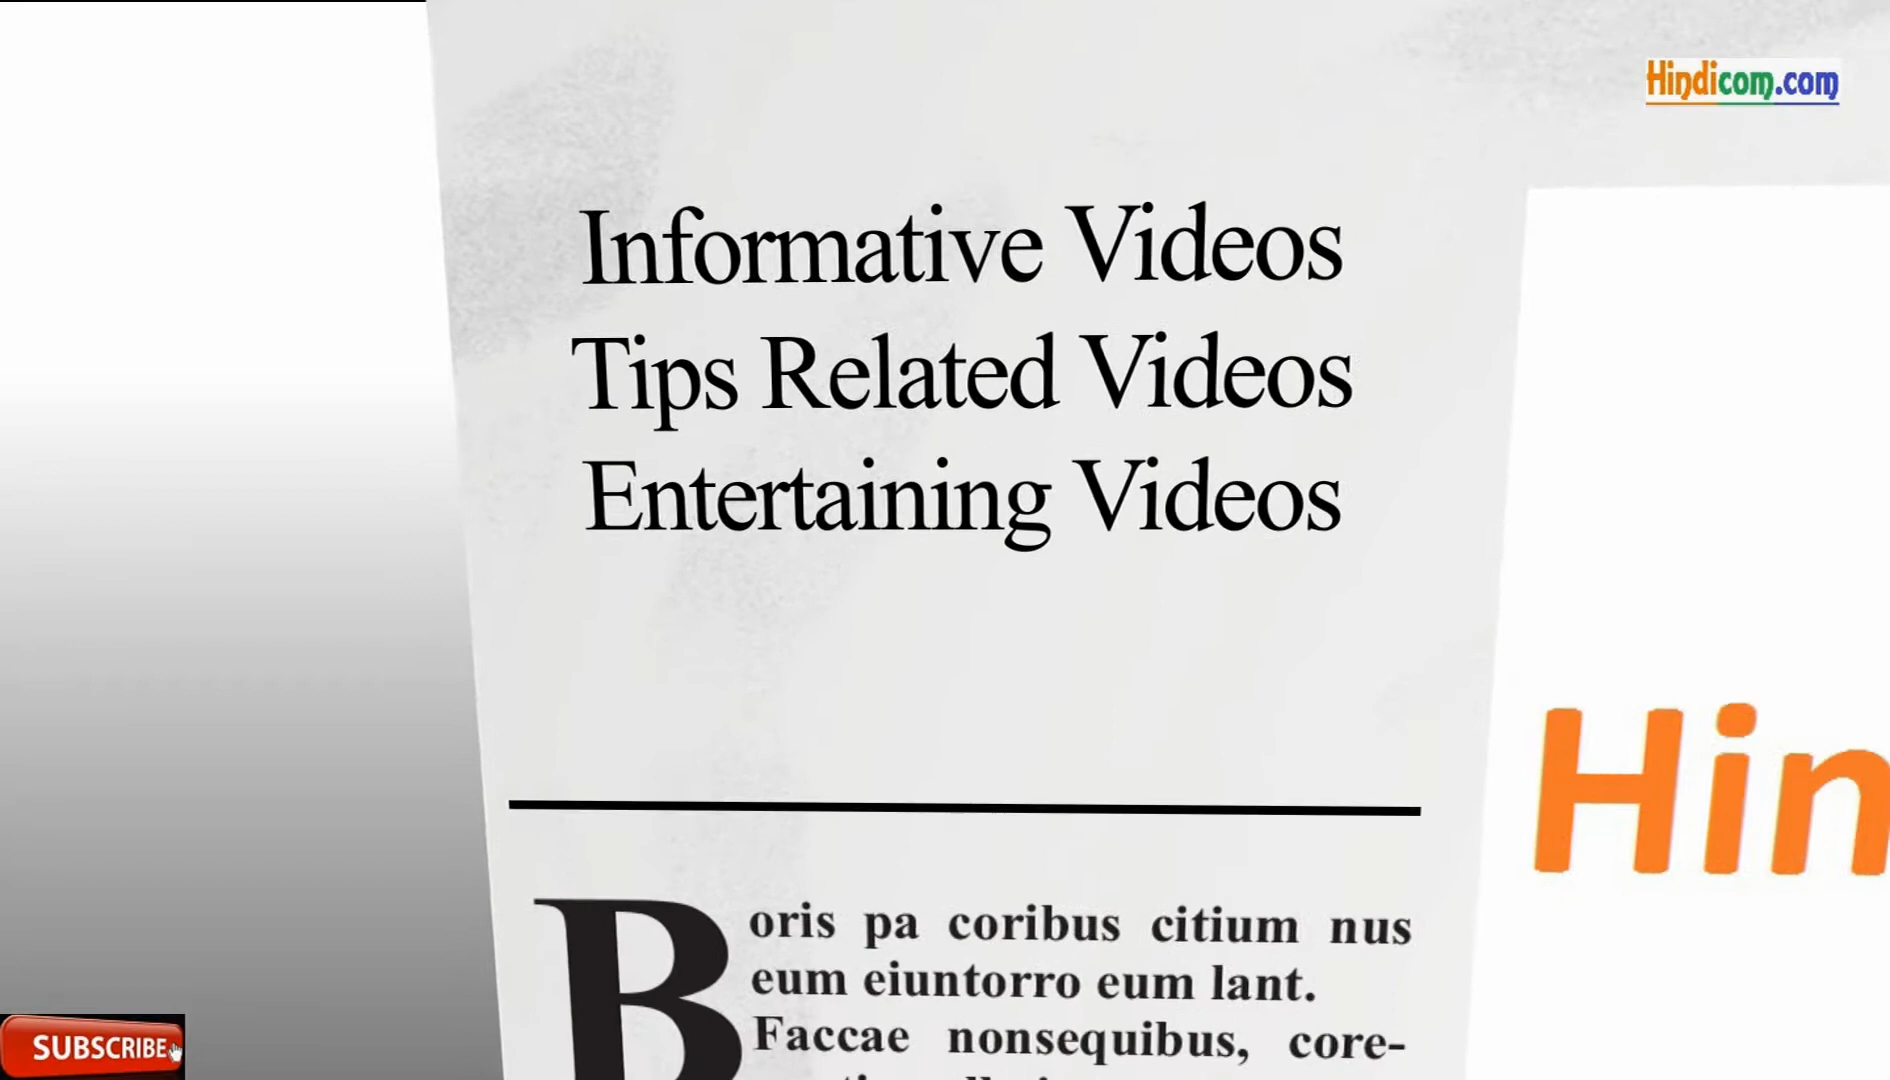 Hindicom.com
Informative Videos
Tips Related Videos
Entertaining Videos
Hin
Boris pa coribus citium nus
eum eiuntorro eum lant.
Faccae nonsequibus, core-
SUBSCRIBE